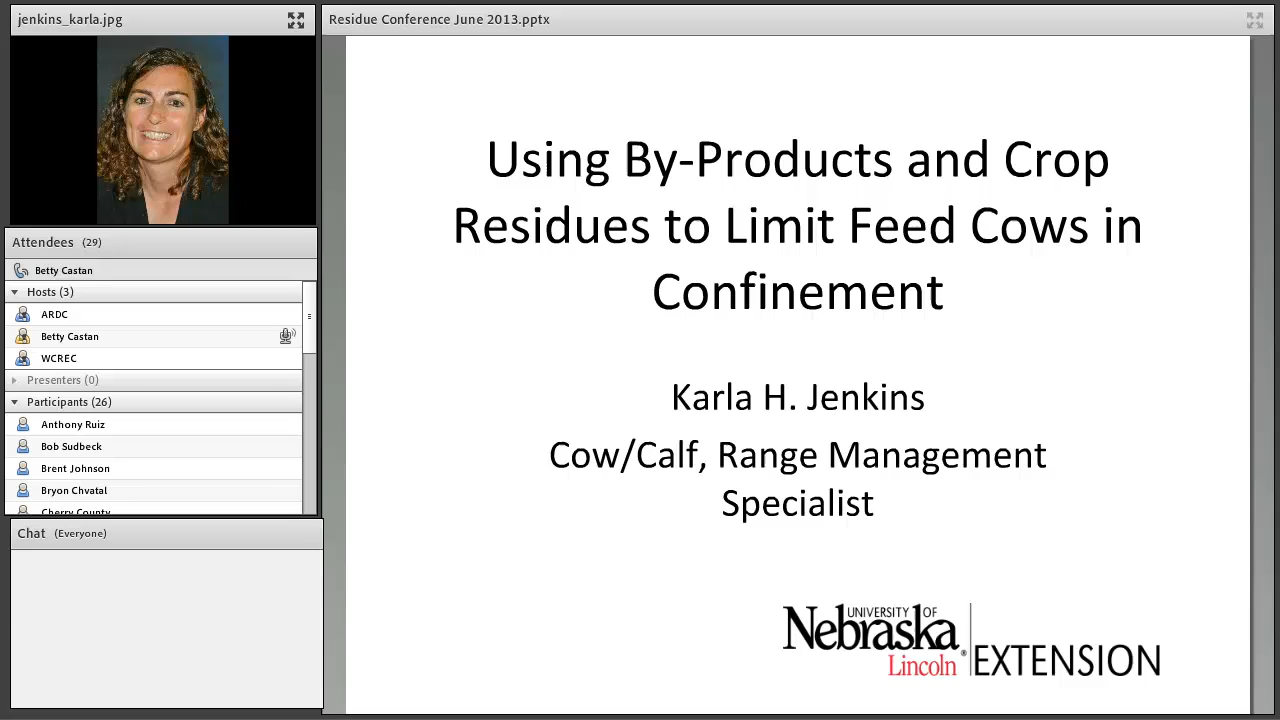 jenkins_karla.jpg
Residue Conference June 2013.pptx
Attendees (29)
Betty Castan
Hosts (3)
ARDC
Betty Castan
WCREC
Presenters (0)
Participants (26)
Anthony Ruiz
Bob Sudbeck
Brent Johnson
Bryon Chvatal
Cherry County
Chat (Everyone)
Using By-Products and Crop
Residues to Limit Feed Cows in
Confinement
Karla H. Jenkins
Cow/Calf, Range Management
Specialist
UNIVERSITY OF
Nebraska
Lincoln®
EXTENSION